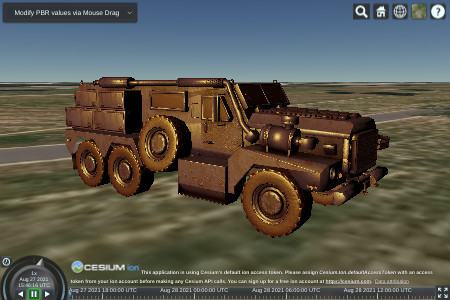 Modify PBR values via Mouse Drag
CESIUM ion
This application is using Cesium's default ion access token. Please assign Cesium.Ion.defaultAccessToken with an access
token from your ion account before making any Cesium API calls. You can sign up for a free ion account at https://cesium.com. Data attribution
1x
Aug 27 2021
15:46:16 UTC
Aug 27 2021 18:00:00 UTC
Aug 28 2021 00:00:00 UTC
Aug 28 2021 06:00:00 UTC
Aug 28 2021 12:00:00 UTC